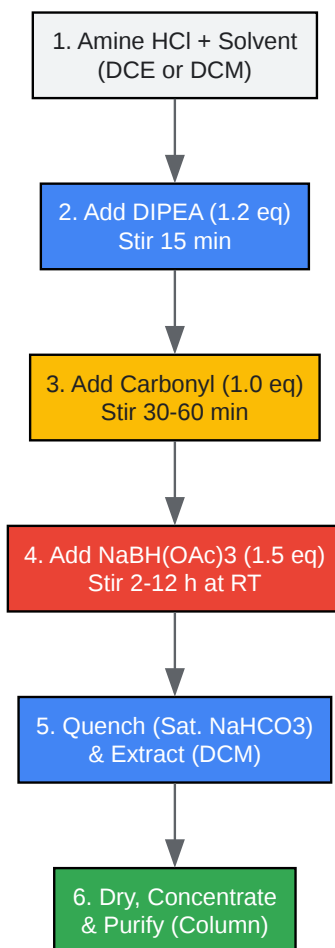 1. Amine HCl + Solvent
(DCE or DCM)
2. Add DIPEA (1.2 eq)
Stir 15 min
3. Add Carbonyl (1.0 eq)
Stir 30-60 min
4. Add NaBH(OAc)3 (1.5 eq)
Stir 2-12 h at RT
5. Quench (Sat. NaHCO3)
& Extract (DCM)
6. Dry, Concentrate
& Purify (Column)